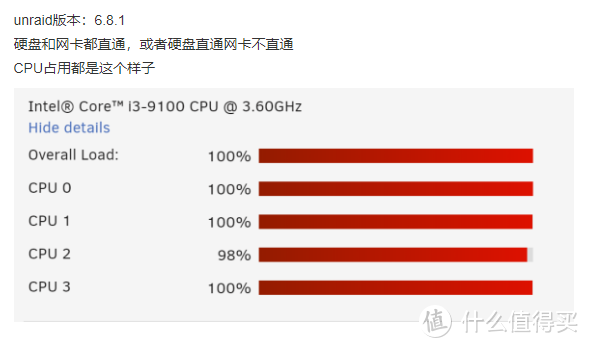 unraid版本：6.8.1
硬盘和网卡都直通，或者硬盘直通网卡不直通
CPU占用都是这个样子
Intel® Core™ i3-9100 CPU @ 3.60GHz
Hide details
Overall Load: 100%
CPU 0 100%
CPU 1 100%
CPU 2 98%
CPU 3 100%
值 什么值得买